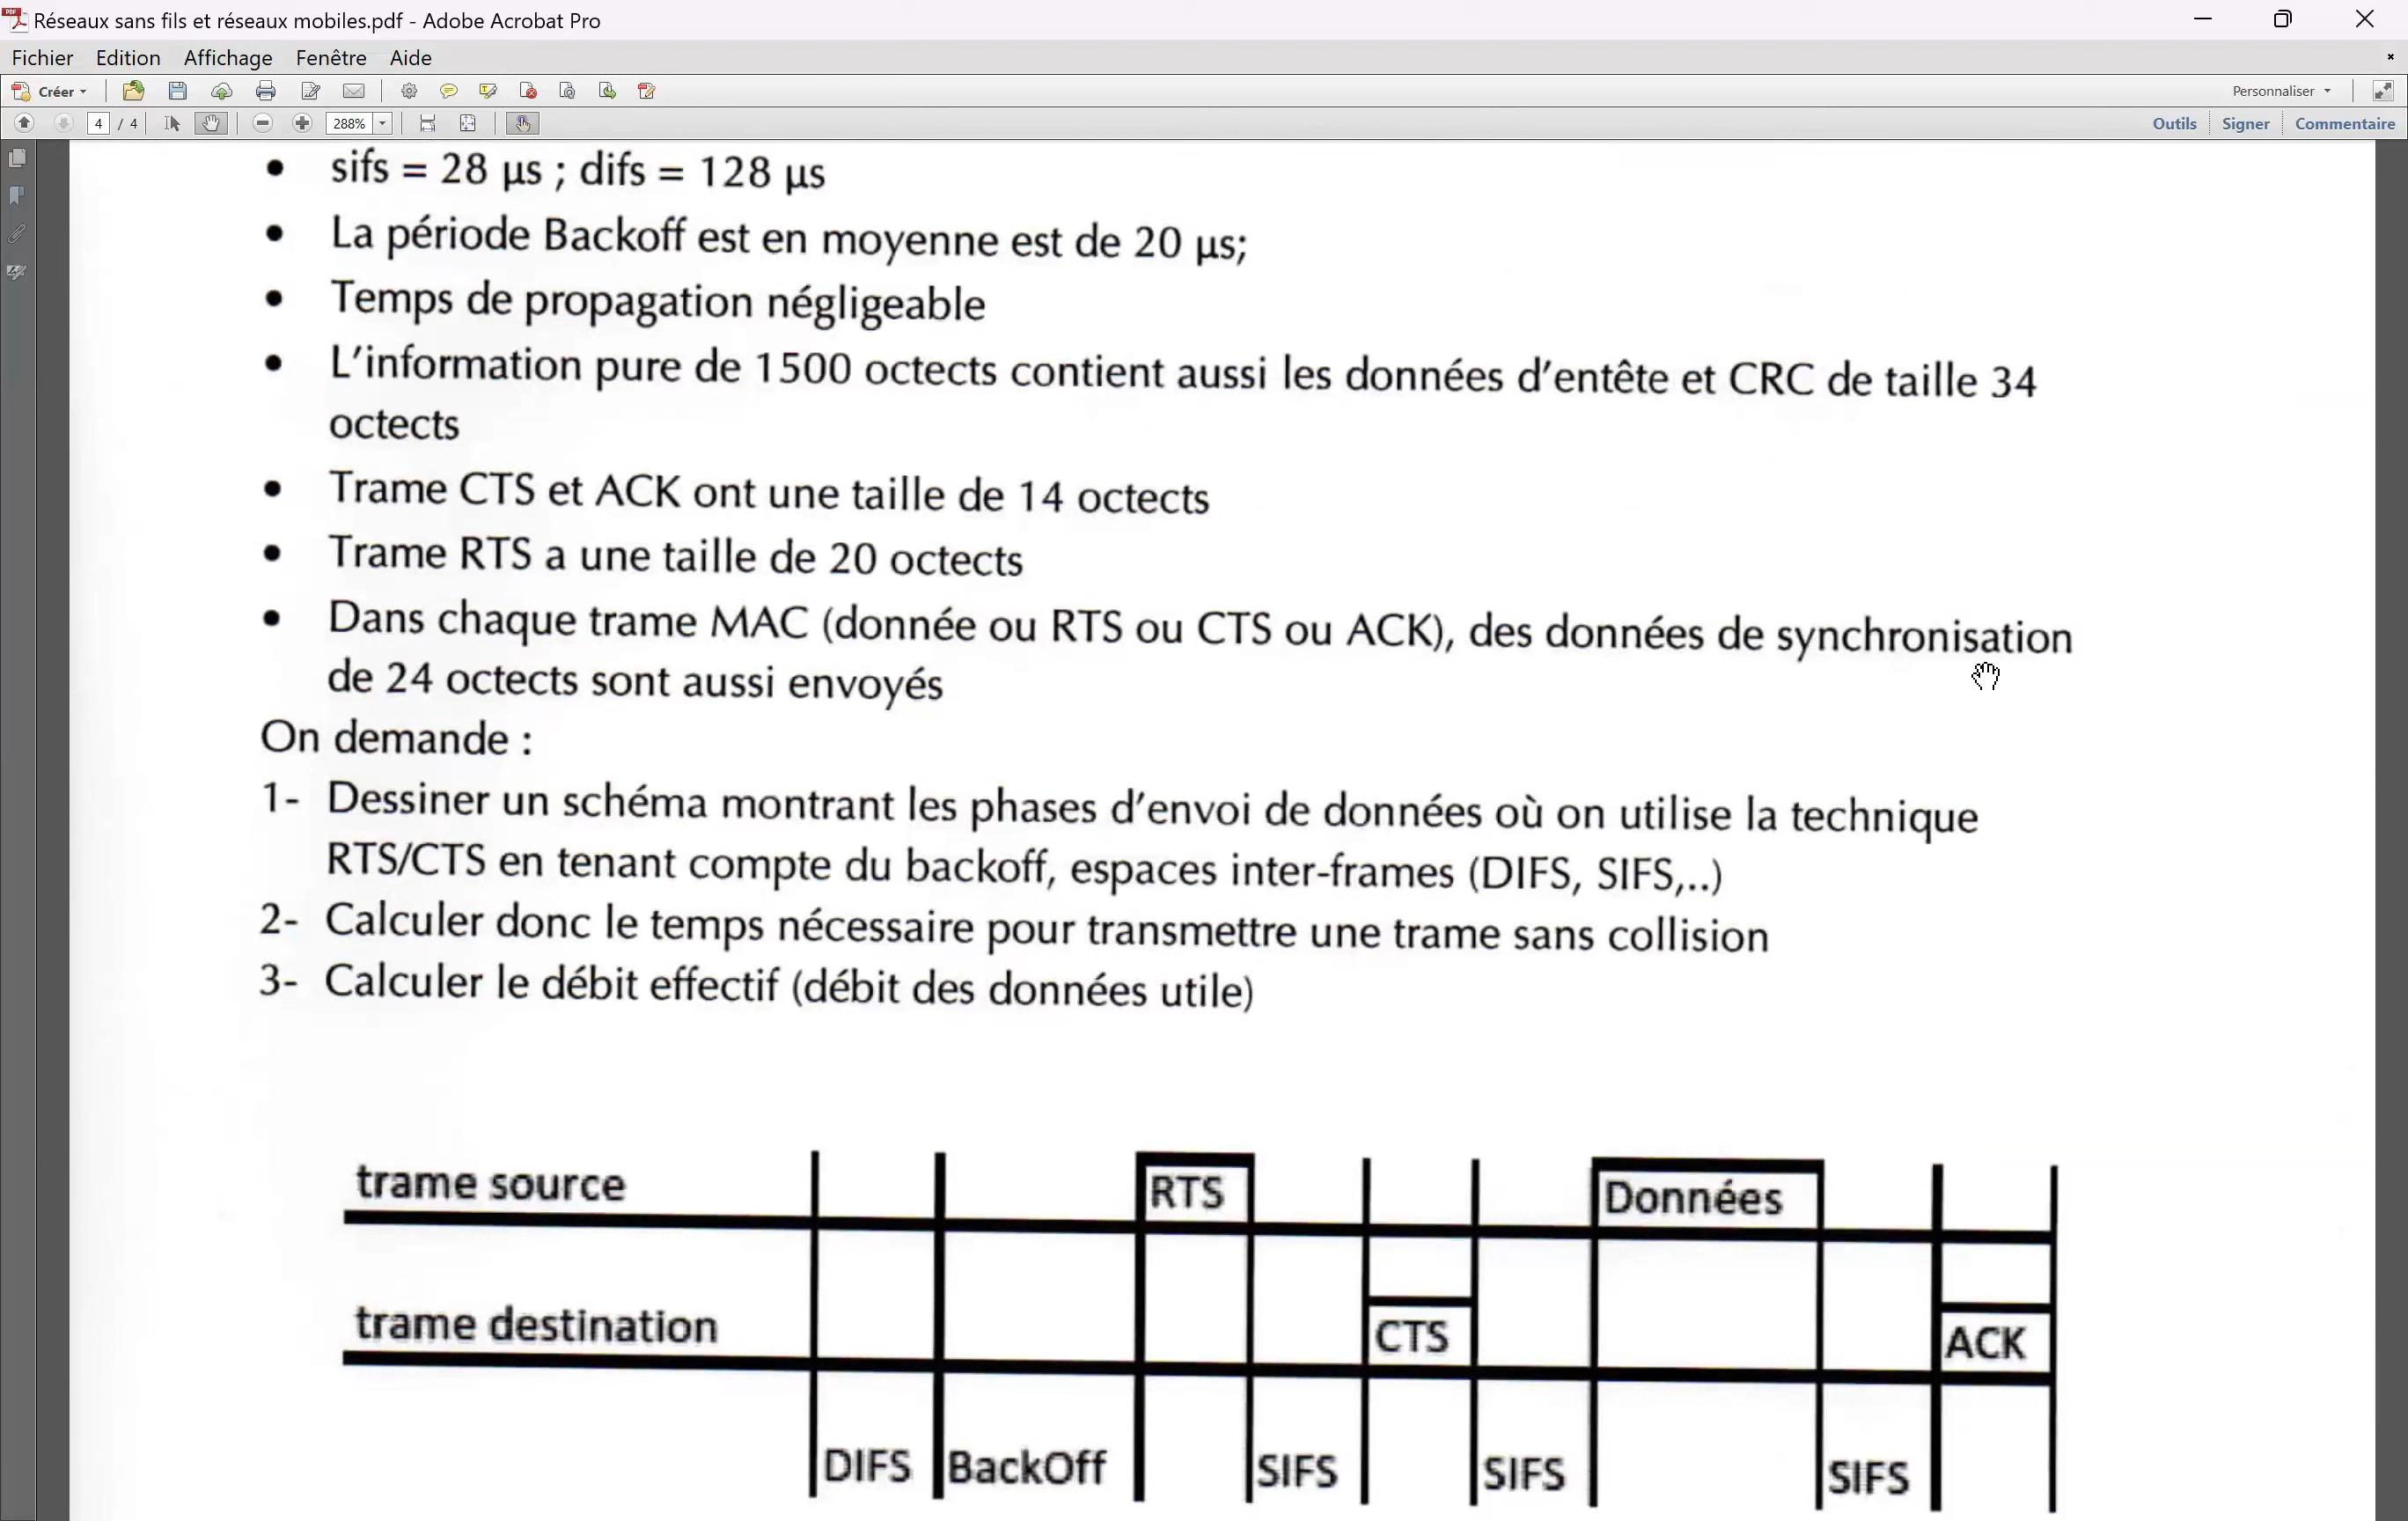 Réseaux sans fils et réseaux mobiles.pdf - Adobe Acrobat Pro
Fichier Edition Affichage Fenêtre Aide
Créer Personnaliser
4 / 4 288% Outils Signer Commentaire
• sifs = 28 µs ; difs = 128 µs
• La période Backoff est en moyenne est de 20 µs;
• Temps de propagation négligeable
• L'information pure de 1500 octects contient aussi les données d'entête et CRC de taille 34
octects
• Trame CTS et ACK ont une taille de 14 octects
• Trame RTS a une taille de 20 octects
• Dans chaque trame MAC (donnée ou RTS ou CTS ou ACK), des données de synchronisation
de 24 octects sont aussi envoyés
On demande :
1- Dessiner un schéma montrant les phases d'envoi de données où on utilise la technique
RTS/CTS en tenant compte du backoff, espaces inter-frames (DIFS, SIFS,..)
2- Calculer donc le temps nécessaire pour transmettre une trame sans collision
3- Calculer le débit effectif (débit des données utile)
trame source RTS Données
trame destination CTS ACK
DIFS BackOff SIFS SIFS SIFS